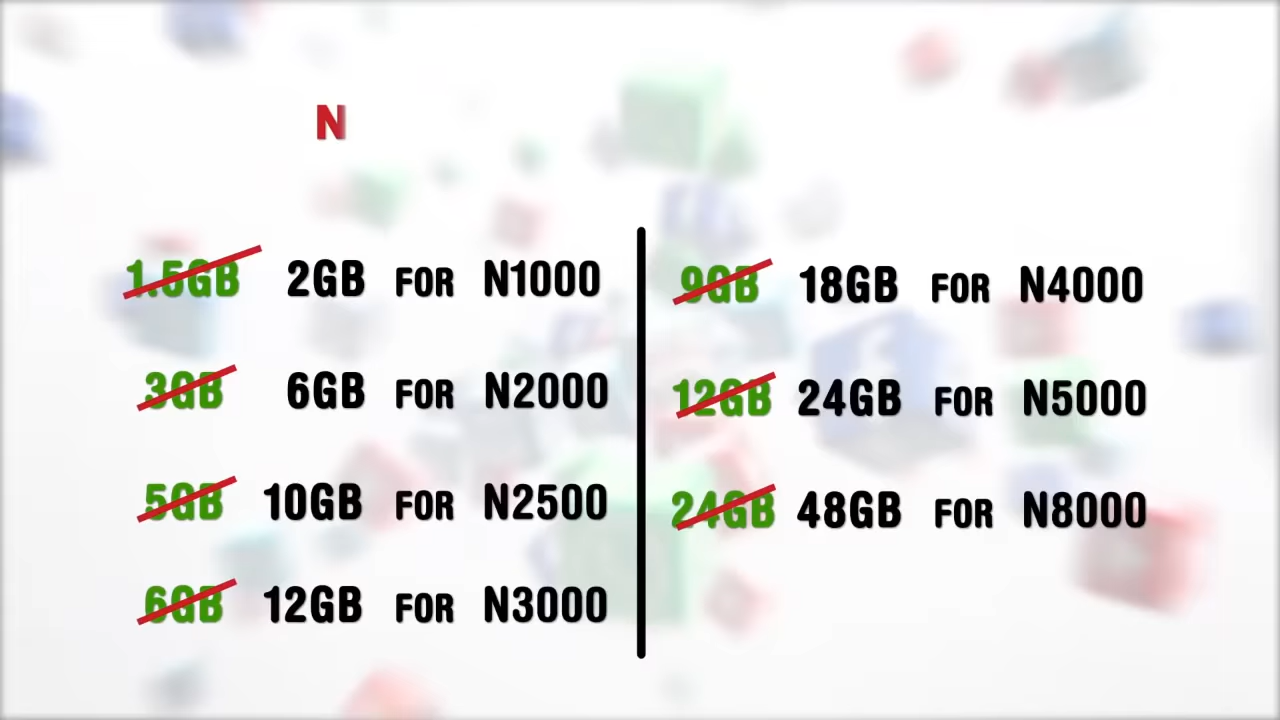 N
1.5GB 2GB FOR N1000
3GB 6GB FOR N2000
5GB 10GB FOR N2500
6GB 12GB FOR N3000
9GB 18GB FOR N4000
12GB 24GB FOR N5000
24GB 48GB FOR N8000